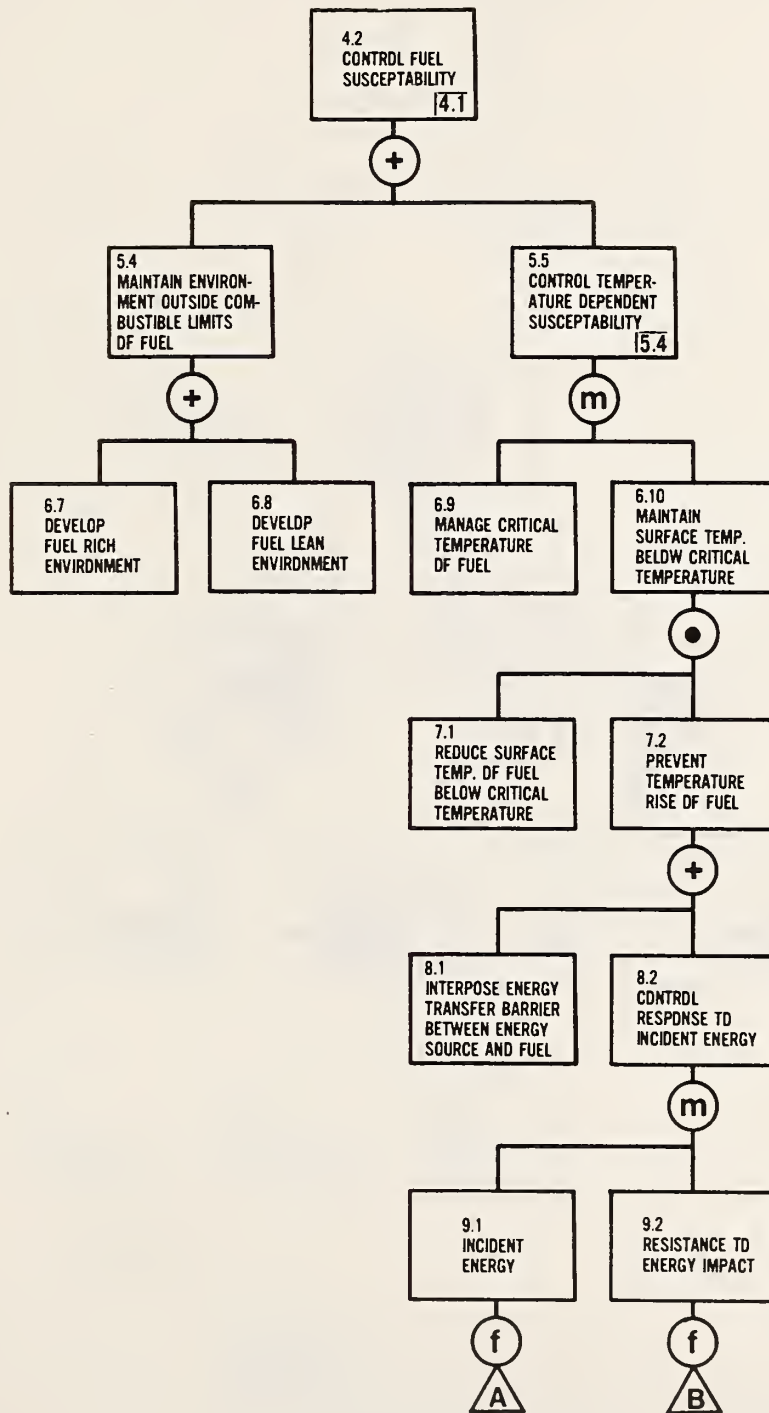 4.2
CONTRDL FUEL
SUSCEPTABILITY
4.1
+
5.4
MAINTAIN ENVIRON-
MENT OUTSIDE COM-
BUSTIBLE LIMITS
DF FUEL
5.5
CONTROL TEMPER-
ATURE DEPENDENT
SUSCEPTABILITY
5.4
+
m
6.7
DEVELOP
FUEL RICH
ENVIRDNMENT
6.8
DEVELDP
FUEL LEAN
ENVIRONMENT
6.9
MANAGE CRITICAL
TEMPERATURE
DF FUEL
6.10
MAINTAIN
SURFACE TEMP.
BELDW CRITICAL
TEMPERATURE
7.1
REDUCE SURFACE
TEMP. DF FUEL
BELOW CRITICAL
TEMPERATURE
7.2
PREVENT
TEMPERATURE
RISE DF FUEL
+
8.1
INTERPOSE ENERGY
TRANSFER BARRIER
BETWEEN ENERGY
SOURCE AND FUEL
8.2
CDNTRDL
RESPDNSE TD
INCIDENT ENERGY
m
9.1
INCIDENT
ENERGY
9.2
RESISTANCE TD
ENERGY IMPACT
f
f
A
B